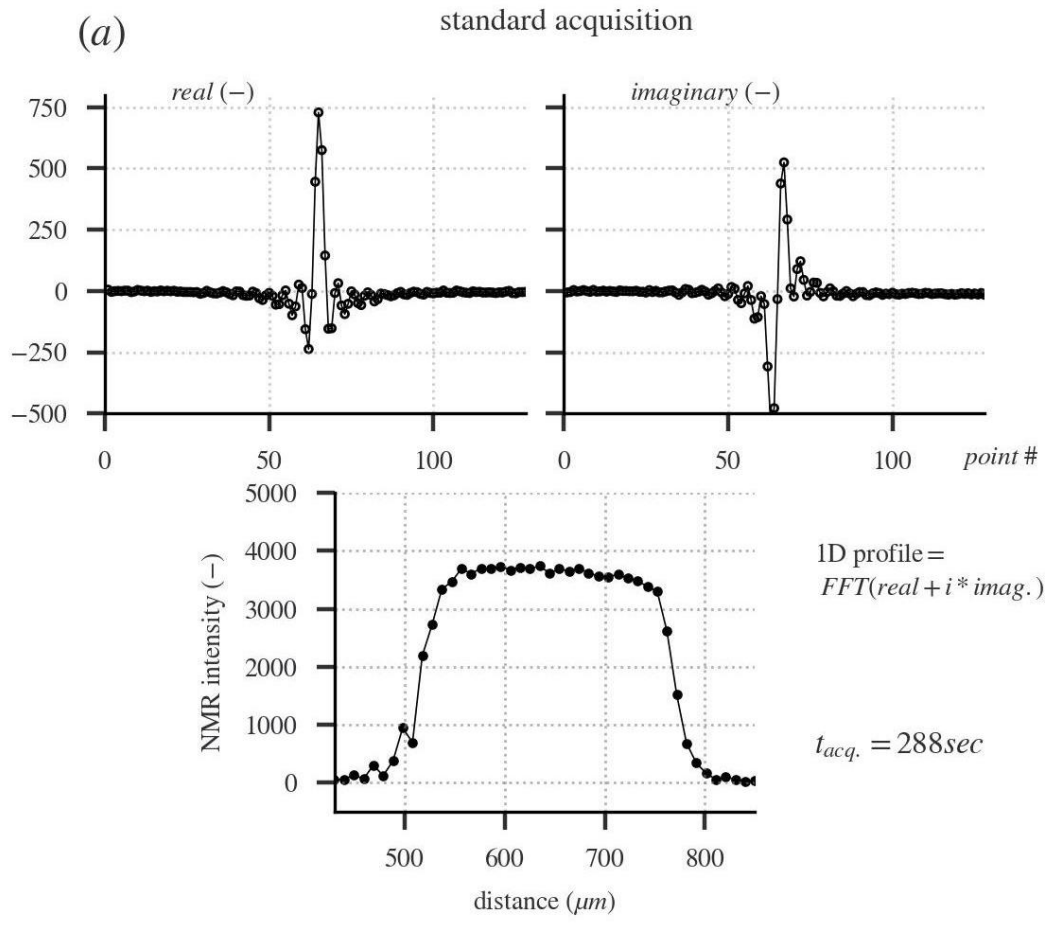 (a)
standard acquisition
real (−)
imaginary (−)
750
500
250
0
−250
−500
0 50 100
0 50 100 point #
5000
4000
3000
2000
1000
0
NMR intensity (−)
500 600 700 800
distance (μm)
1D profile =
FFT(real + i * imag.)
t_acq. = 288sec